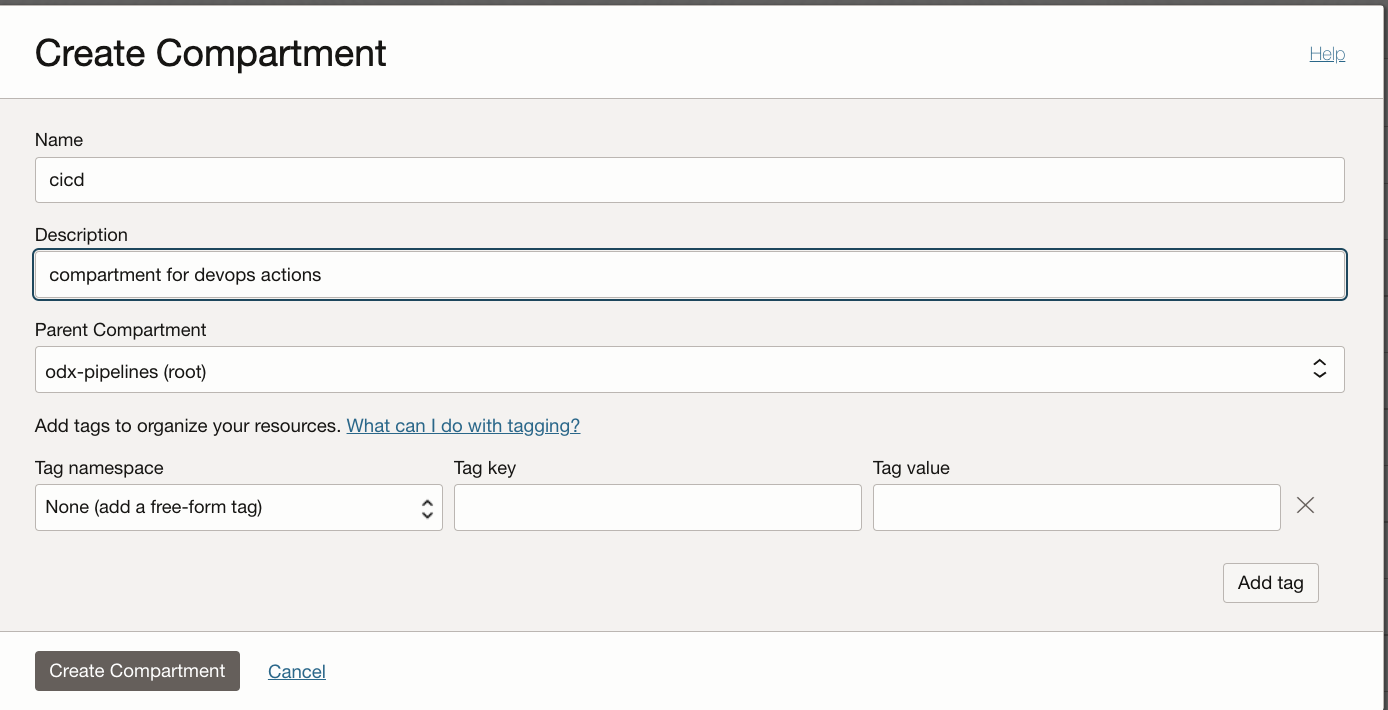 Create Compartment
Help
Name
cicd
Description
compartment for devops actions
Parent Compartment
odx-pipelines (root)
Add tags to organize your resources. What can I do with tagging?
Tag namespace Tag key Tag value
None (add a free-form tag)
Add tag
Create Compartment Cancel